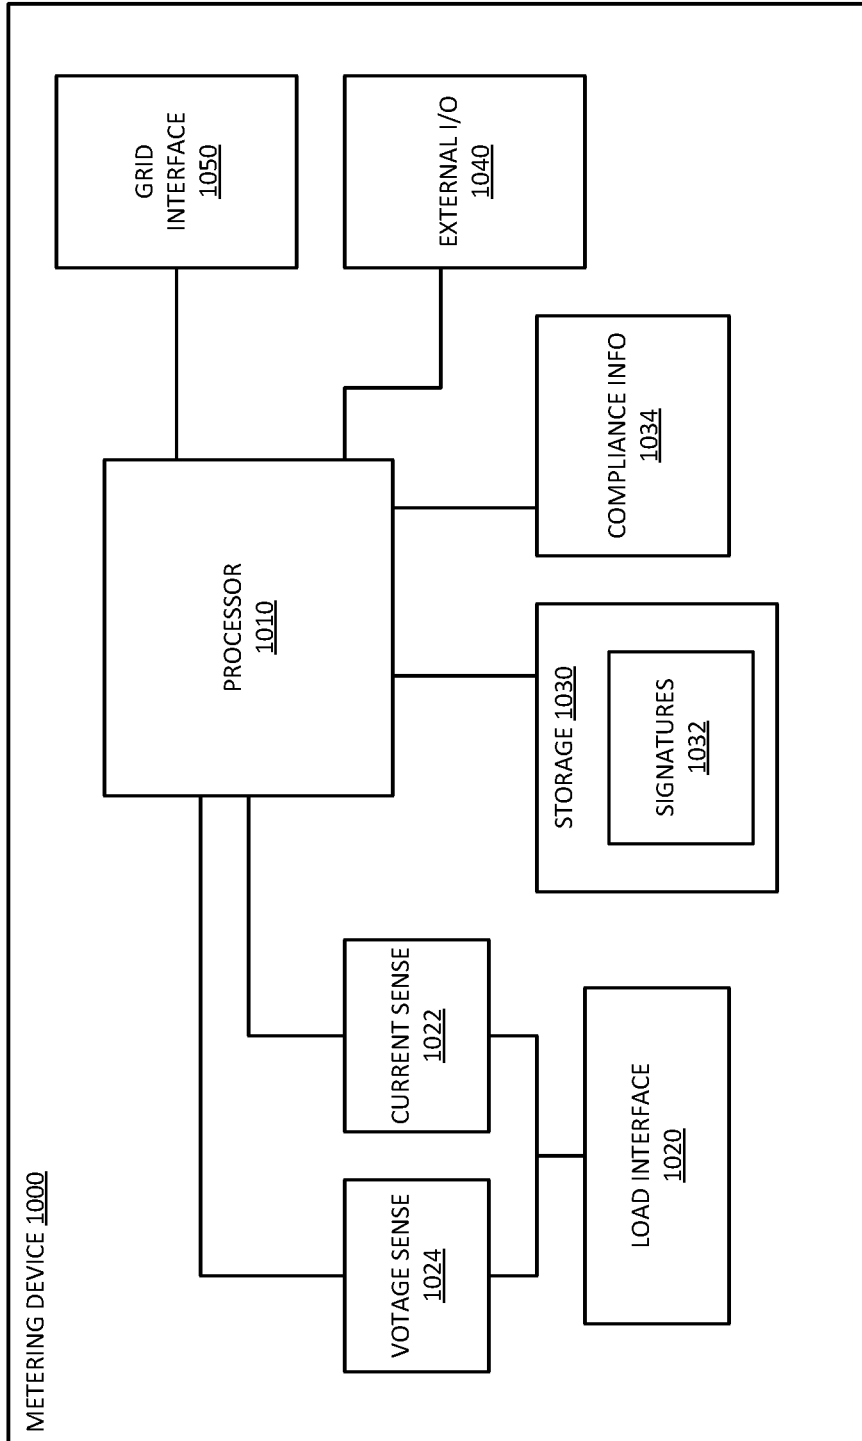 METERING DEVICE 1000
VOTAGE SENSE
1024
CURRENT SENSE
1022
LOAD INTERFACE
1020
PROCESSOR
1010
STORAGE 1030
SIGNATURES
1032
COMPLIANCE INFO
1034
GRID
INTERFACE
1050
EXTERNAL I/O
1040